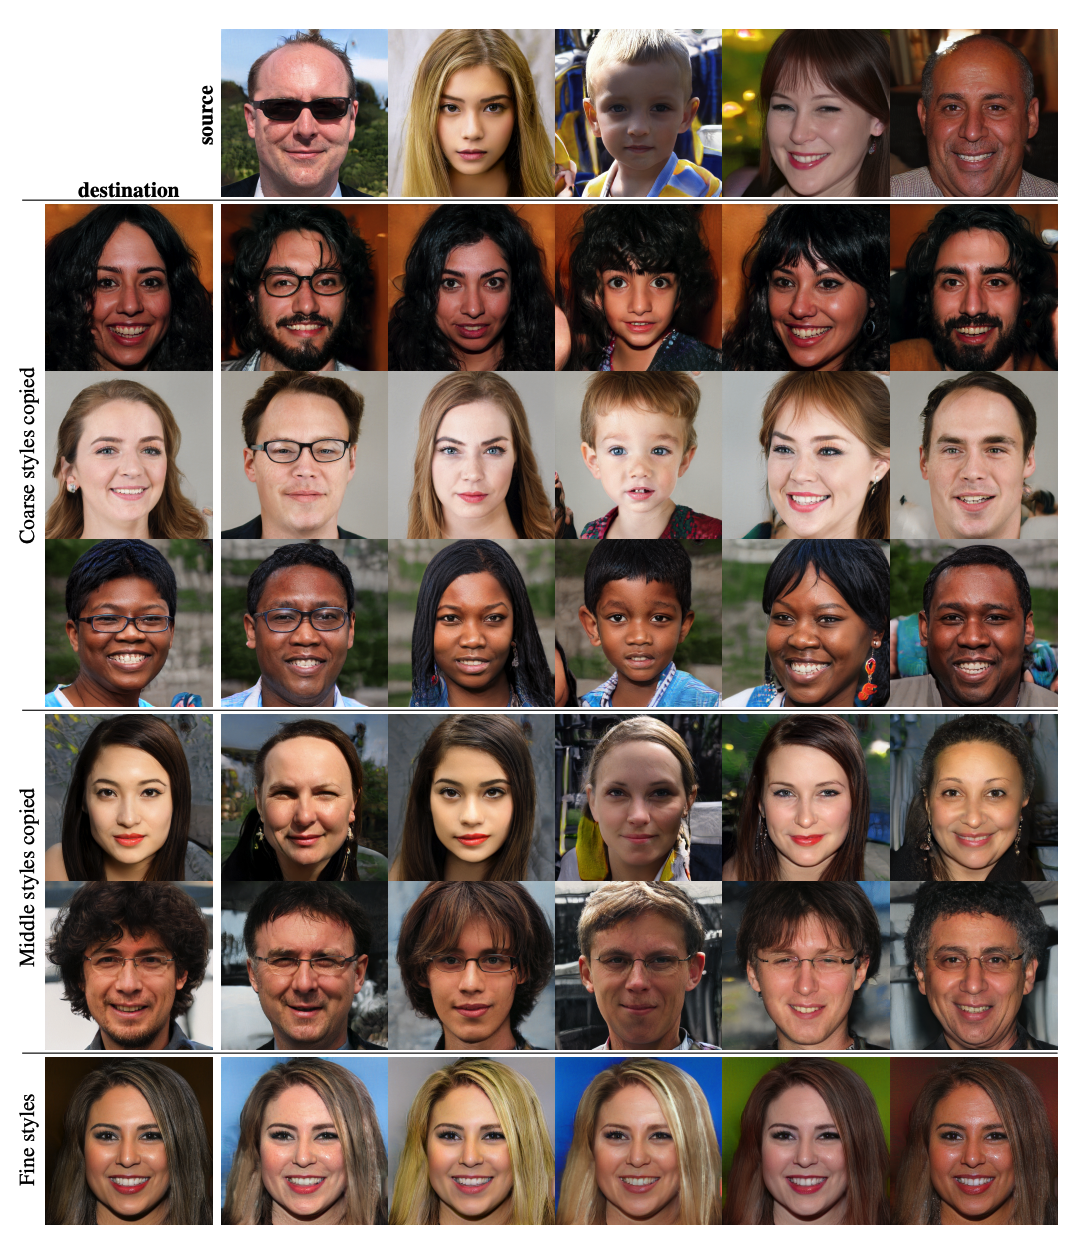 source
destination
Coarse styles copied
Middle styles copied
Fine styles